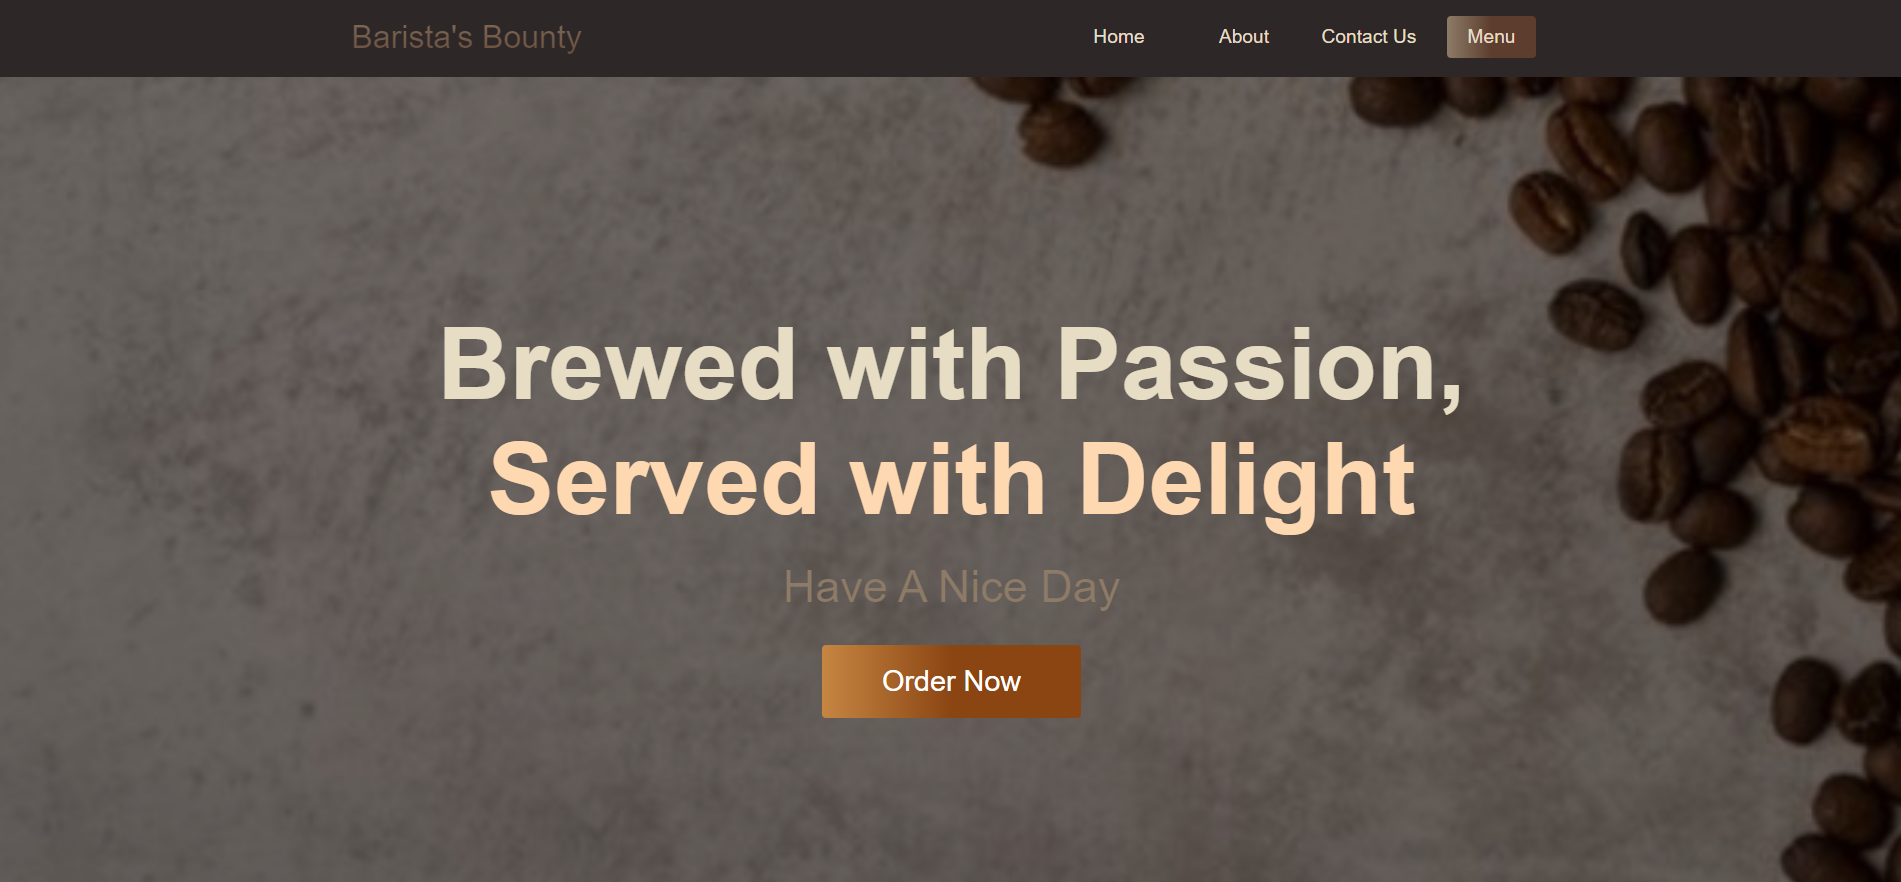 Barista's Bounty
Home
About
Contact Us
Menu
Brewed with Passion,
Served with Delight
Have A Nice Day
Order Now